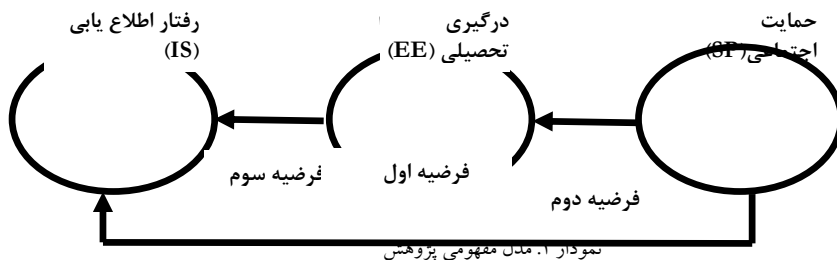 حمایت
اجتماعی(SP)
درگیری
تحصیلی (EE)
رفتار اطلاع یابی
(IS)
فرضیه دوم
فرضیه اول
فرضیه سوم
نمودار ۱. مدل مفهومی پژوهش